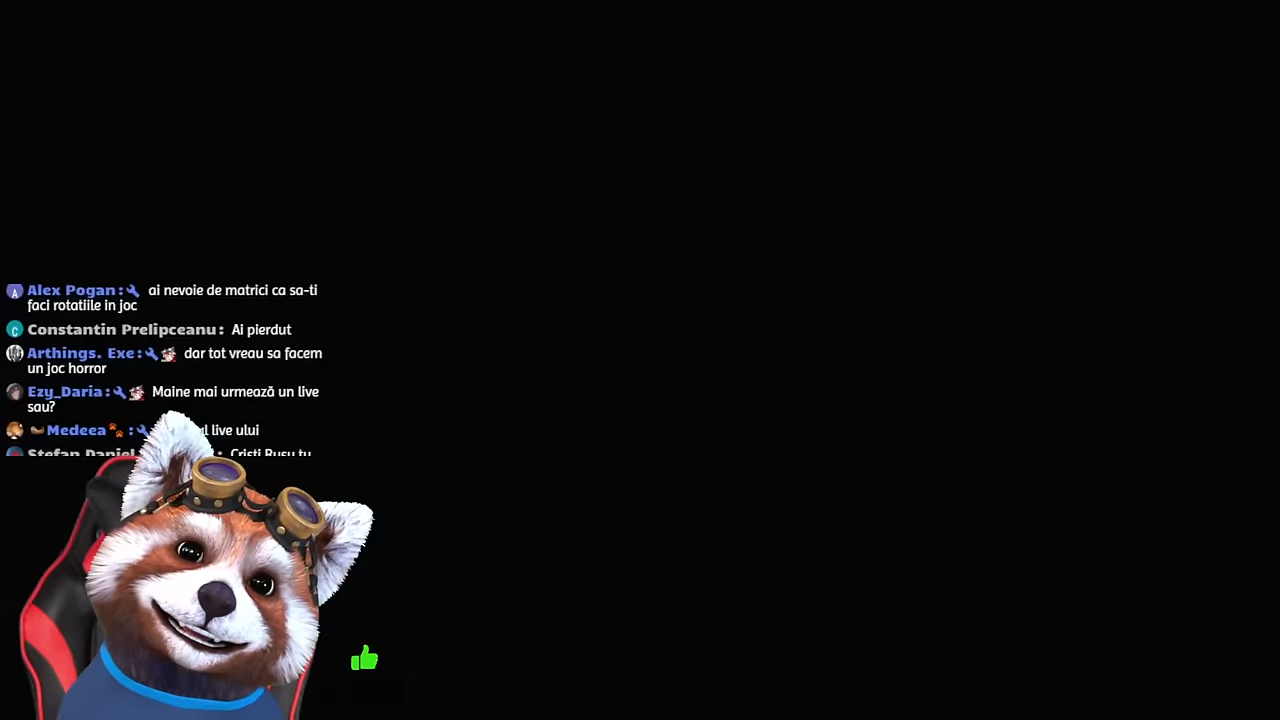 Alex Pogan: ai nevoie de matrici ca sa-ti
faci rotatiile in joc
Constantin Prelipceanu: Ai pierdut
Arthings. Exe: dar tot vreau sa facem
un joc horror
Ezy_Daria: Maine mai urmează un live
sau?
Medeea : live ului
Stefan Daniel : Cristi Rusu tu